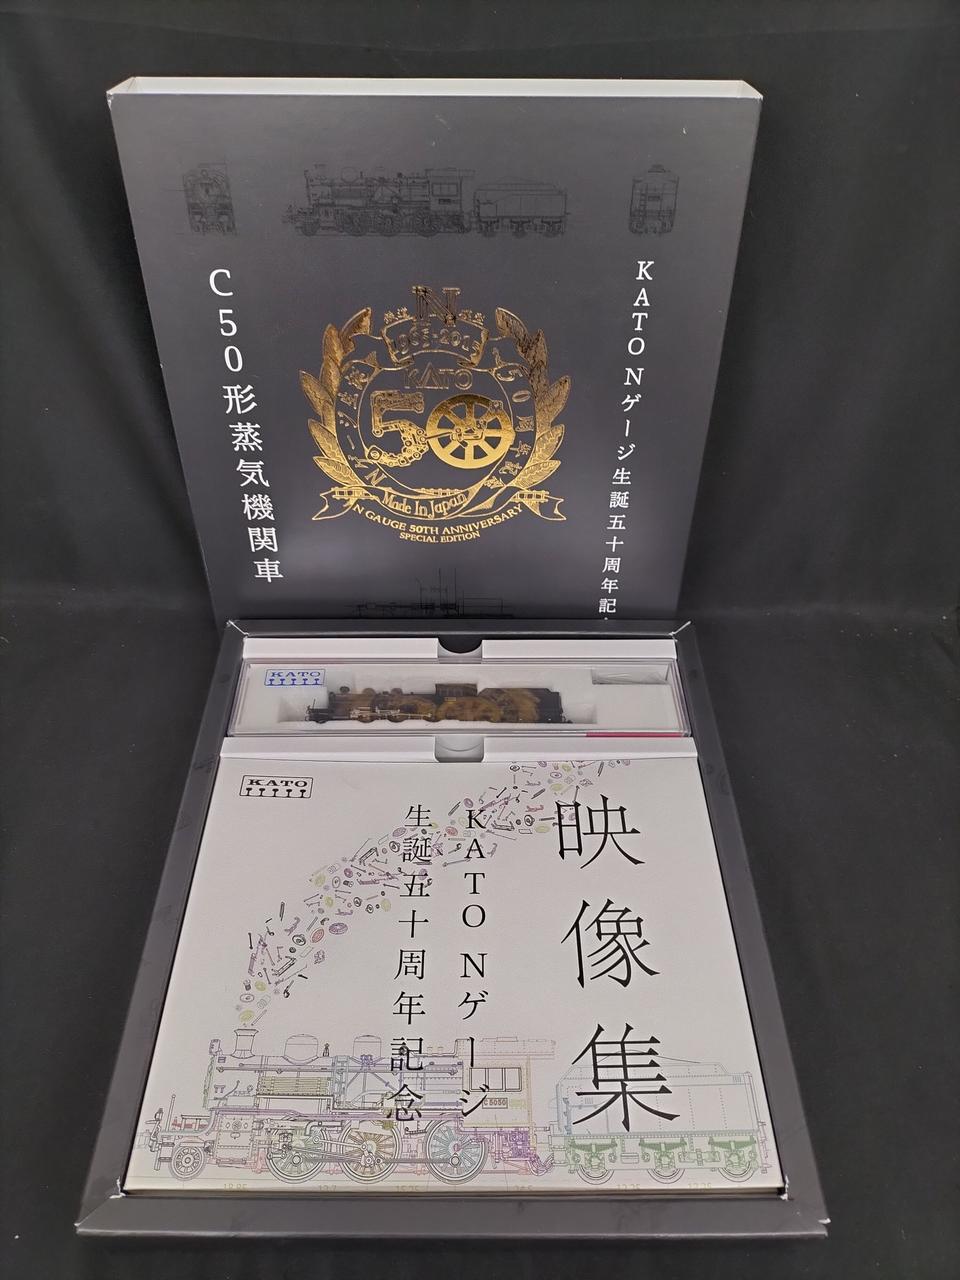 KATO Nゲージ生誕五十周年記
C50形蒸気機関車
N
1965-2015
KATO
50
Made In Japan
N GAUGE 50TH ANNIVERSARY
SPECIAL EDITION
KATO
KATO
映像集
KATO Nゲージ
生誕五十周年記念
C5050